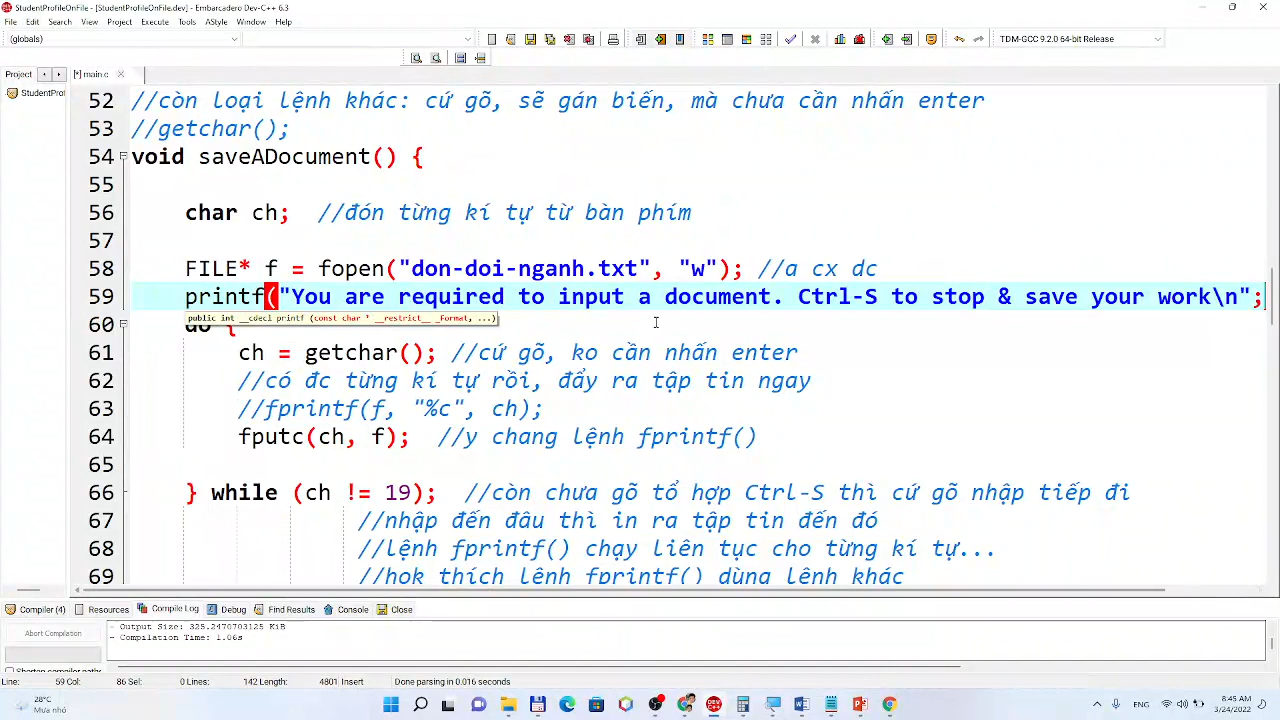 StudentProfileOnFile - [StudentProfileOnFile.dev] - Embarcadero Dev-C++ 6.3
File Edit Search View Project Execute Tools AStyle Window Help
(globals)
TDM-GCC 9.2.0 64-bit Release
Project
[*] main.c
StudentProf
52 //còn loại lệnh khác: cứ gõ, sẽ gán biến, mà chưa cần nhấn enter
53 //getchar();
54 void saveADocument() {
55
56 char ch; //đón từng kí tự từ bàn phím
57
58 FILE* f = fopen("don-doi-nganh.txt", "w"); //a cx dc
59 printf("You are required to input a document. Ctrl-S to stop & save your work\n";
public int __cdecl printf (const char * __restrict__ _Format, ...)
60 do {
61 ch = getchar(); //cứ gõ, ko cần nhấn enter
62 //có đc từng kí tự rồi, đẩy ra tập tin ngay
63 //fprintf(f, "%c", ch);
64 fputc(ch, f); //y chang lệnh fprintf()
65
66 } while (ch != 19); //còn chưa gõ tổ hợp Ctrl-S thì cứ gõ nhập tiếp đi
67 //nhập đến đâu thì in ra tập tin đến đó
68 //lệnh fprintf() chạy liên tục cho từng kí tự...
69 //hok thích lệnh fprintf() dùng lệnh khác
Compiler (4) Resources Compile Log Debug Find Results Console Close
Abort Compilation
Shorten compiler paths
- Output Size: 325.2470703125 KiB
- Compilation Time: 1.06s
Line: 59 Col: 86 Sel: 0 Lines: 142 Length: 4801 Insert Done parsing in 0.016 seconds
28°C
Mưa nhỏ
8:45 AM
3/24/2022